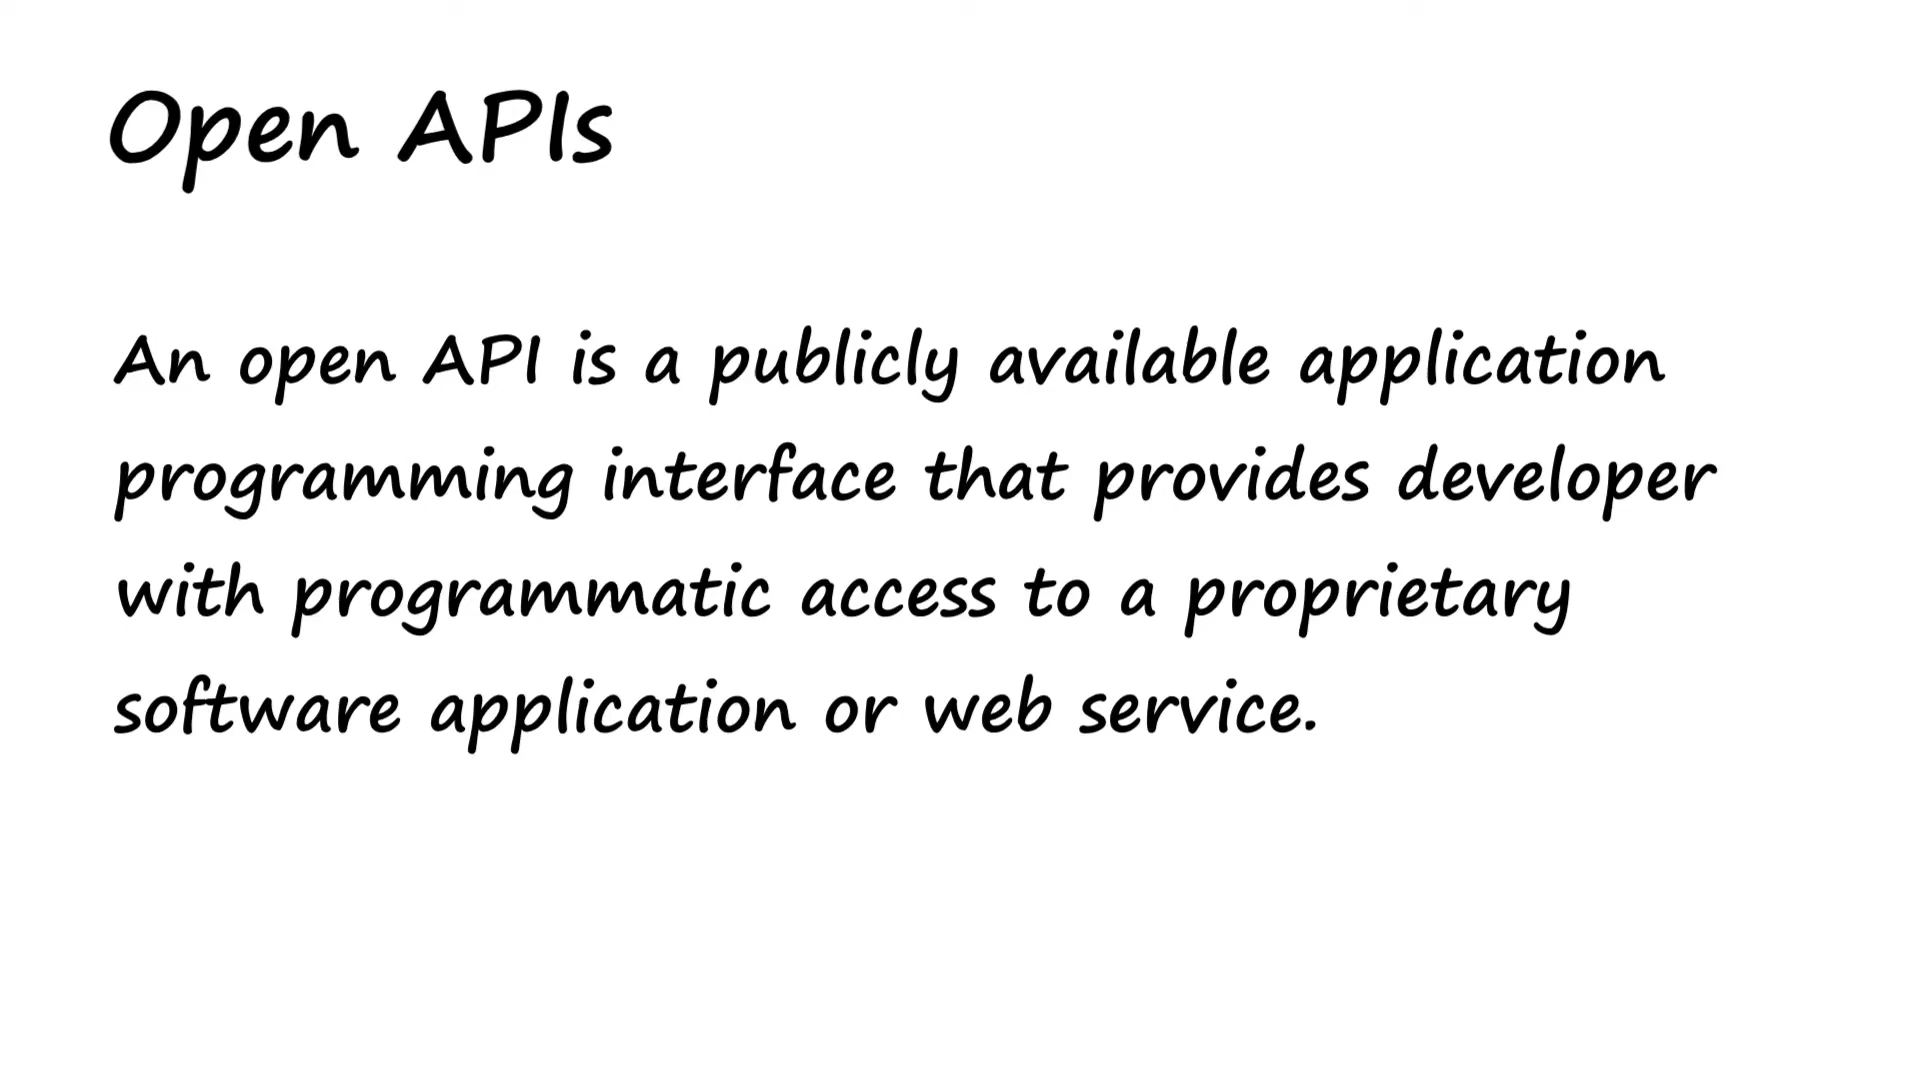 Open APIs
An open API is a publicly available application
programming interface that provides developer
with programmatic access to a proprietary
software application or web service.